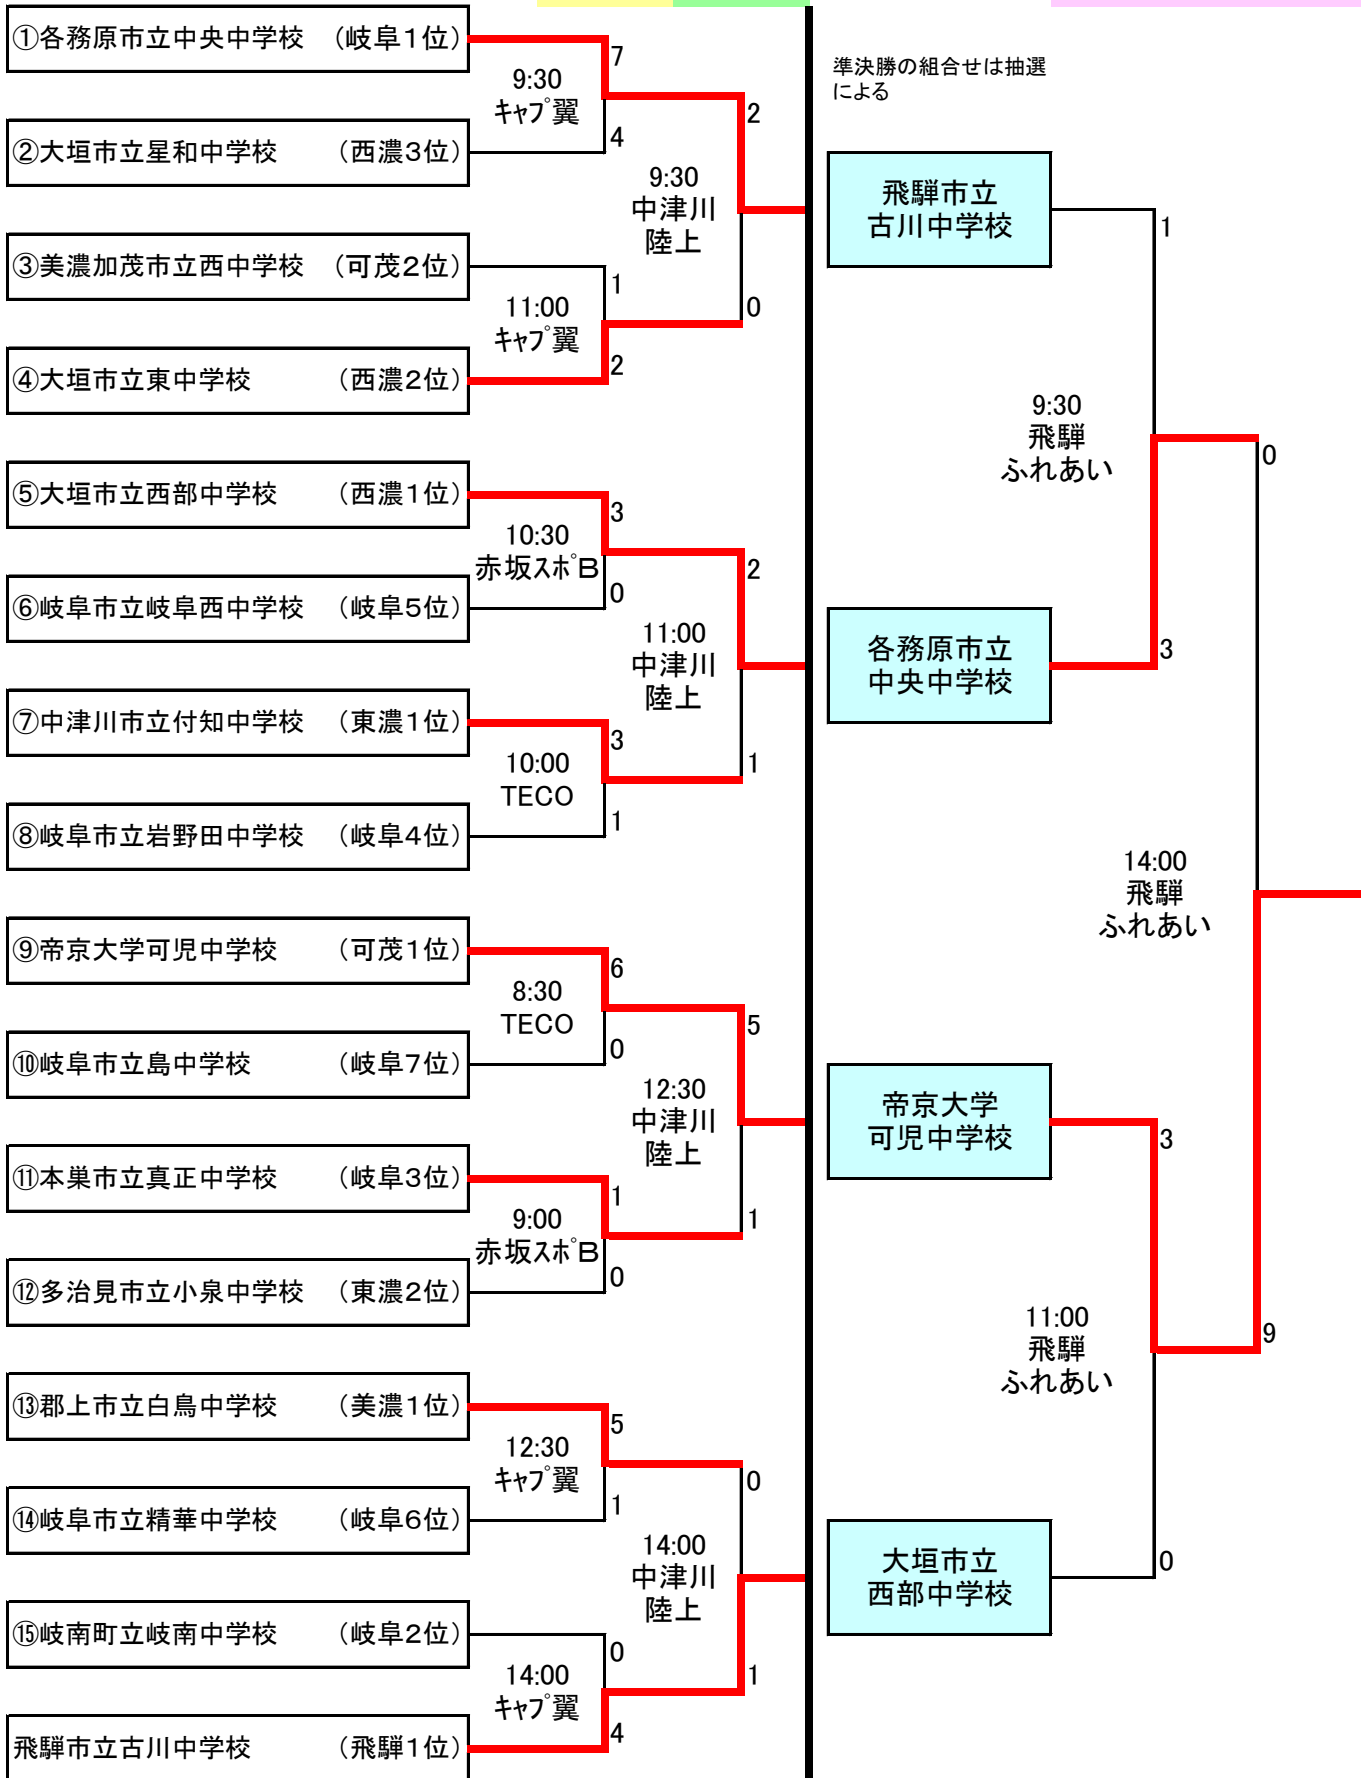 ①各務原市立中央中学校 （岐阜1位）
7
9:30
キャプ翼
②大垣市立星和中学校 （西濃3位）
4
2
9:30
中津川
陸上
③美濃加茂市立西中学校 （可茂2位）
1
11:00
キャプ翼
0
④大垣市立東中学校 （西濃2位）
2
⑤大垣市立西部中学校 （西濃1位）
3
10:30
赤坂スポB
⑥岐阜市立岐阜西中学校 （岐阜5位）
0
2
11:00
中津川
陸上
⑦中津川市立付知中学校 （東濃1位）
3
10:00
TECO
1
⑧岐阜市立岩野田中学校 （岐阜4位）
1
⑨帝京大学可児中学校 （可茂1位）
6
8:30
TECO
⑩岐阜市立島中学校 （岐阜7位）
0
5
12:30
中津川
陸上
⑪本巣市立真正中学校 （岐阜3位）
1
9:00
赤坂スポB
1
⑫多治見市立小泉中学校 （東濃2位）
0
⑬郡上市立白鳥中学校 （美濃1位）
5
12:30
キャプ翼
⑭岐阜市立精華中学校 （岐阜6位）
1
0
14:00
中津川
陸上
⑮岐南町立岐南中学校 （岐阜2位）
0
14:00
キャプ翼
1
飛騨市立古川中学校 （飛騨1位）
4
準決勝の組合せは抽選
による
飛騨市立
古川中学校
1
9:30
飛騨
ふれあい
0
各務原市立
中央中学校
3
14:00
飛騨
ふれあい
帝京大学
可児中学校
3
11:00
飛騨
ふれあい
9
大垣市立
西部中学校
0